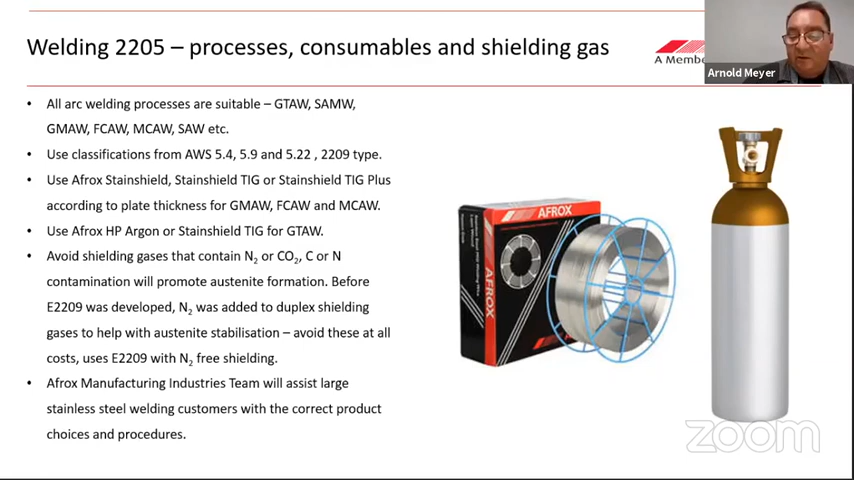 Welding 2205 – processes, consumables and shielding gas
A Membe
Arnold Meyer
• All arc welding processes are suitable – GTAW, SAMW,
GMAW, FCAW, MCAW, SAW etc.
• Use classifications from AWS 5.4, 5.9 and 5.22 , 2209 type.
• Use Afrox Stainshield, Stainshield TIG or Stainshield TIG Plus
according to plate thickness for GMAW, FCAW and MCAW.
• Use Afrox HP Argon or Stainshield TIG for GTAW.
• Avoid shielding gases that contain N₂ or CO₂, C or N
contamination will promote austenite formation. Before
E2209 was developed, N₂ was added to duplex shielding
gases to help with austenite stabilisation – avoid these at all
costs, uses E2209 with N₂ free shielding.
• Afrox Manufacturing Industries Team will assist large
stainless steel welding customers with the correct product
choices and procedures.
AFROX
AFROX
zoom